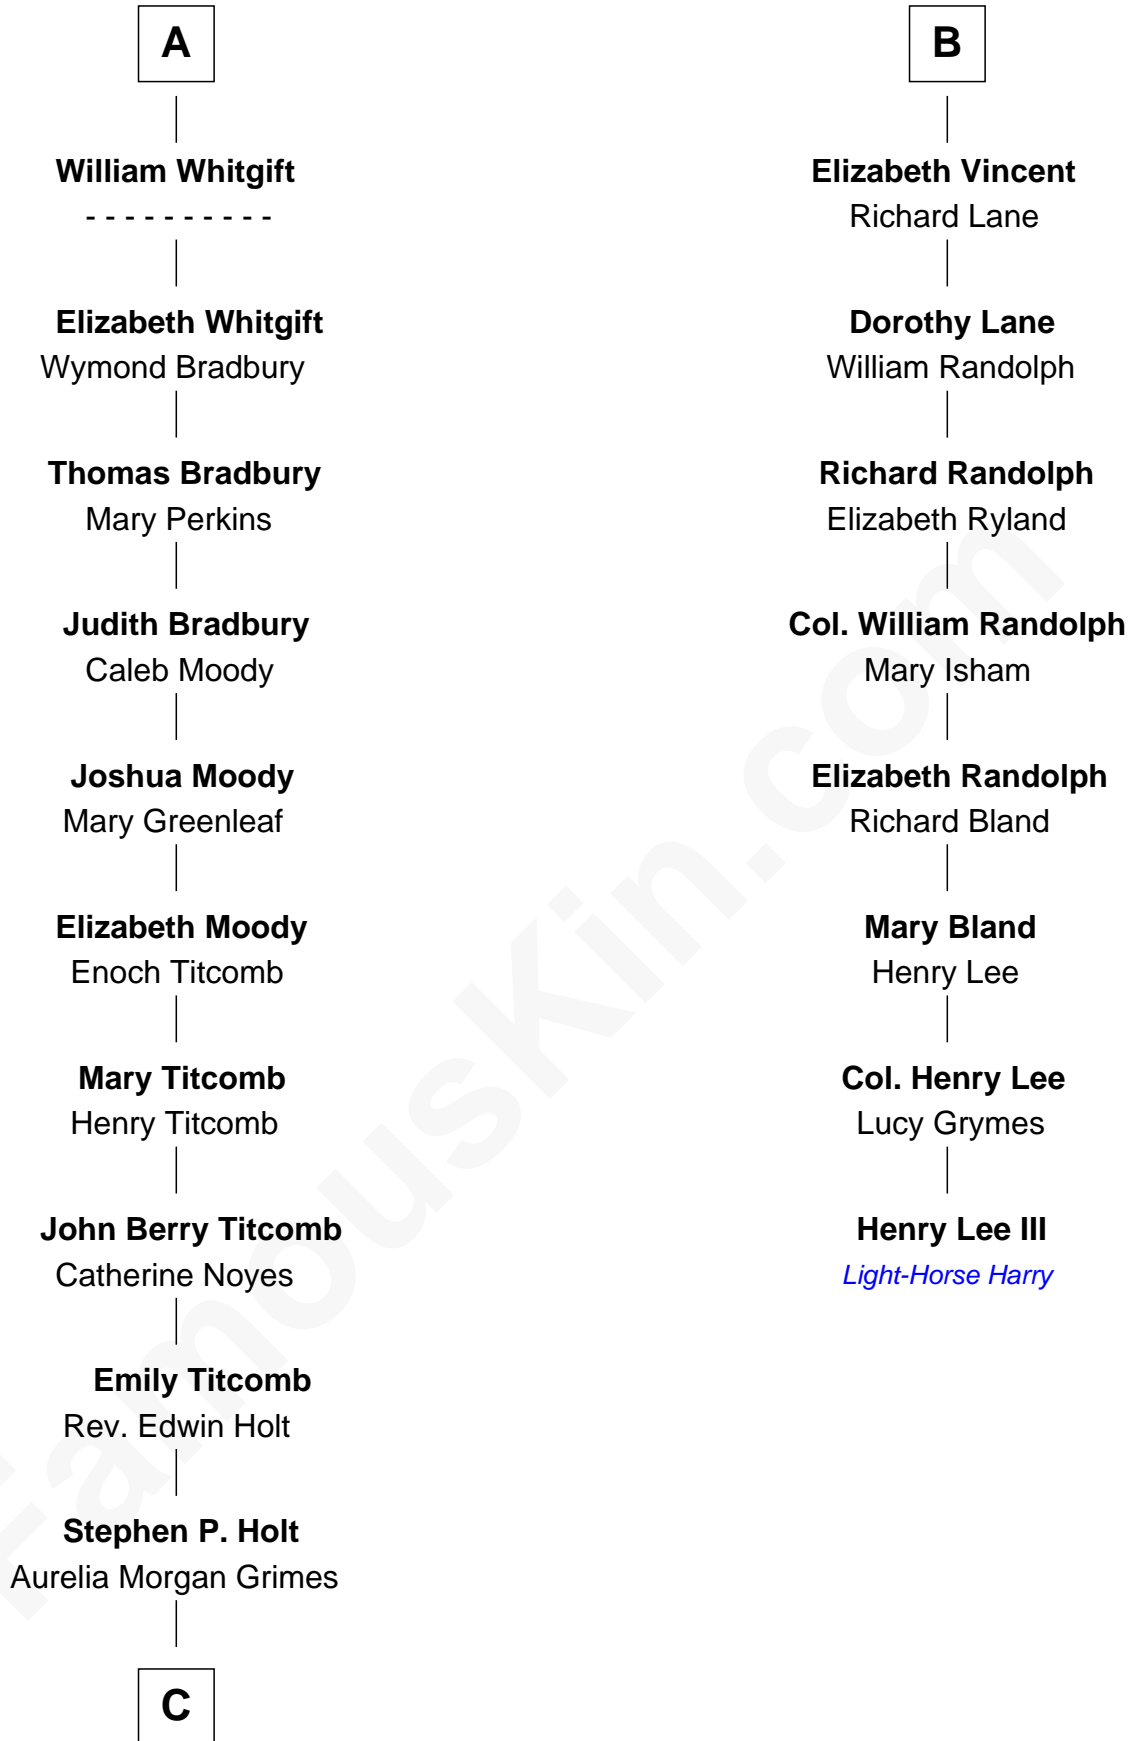 A
William Whitgift
- - - - - - - - - -
Elizabeth Whitgift
Wymond Bradbury
Thomas Bradbury
Mary Perkins
Judith Bradbury
Caleb Moody
Joshua Moody
Mary Greenleaf
Elizabeth Moody
Enoch Titcomb
Mary Titcomb
Henry Titcomb
John Berry Titcomb
Catherine Noyes
Emily Titcomb
Rev. Edwin Holt
Stephen P. Holt
Aurelia Morgan Grimes
C
B
Elizabeth Vincent
Richard Lane
Dorothy Lane
William Randolph
Richard Randolph
Elizabeth Ryland
Col. William Randolph
Mary Isham
Elizabeth Randolph
Richard Bland
Mary Bland
Henry Lee
Col. Henry Lee
Lucy Grymes
Henry Lee III
Light-Horse Harry
FamousKin.com